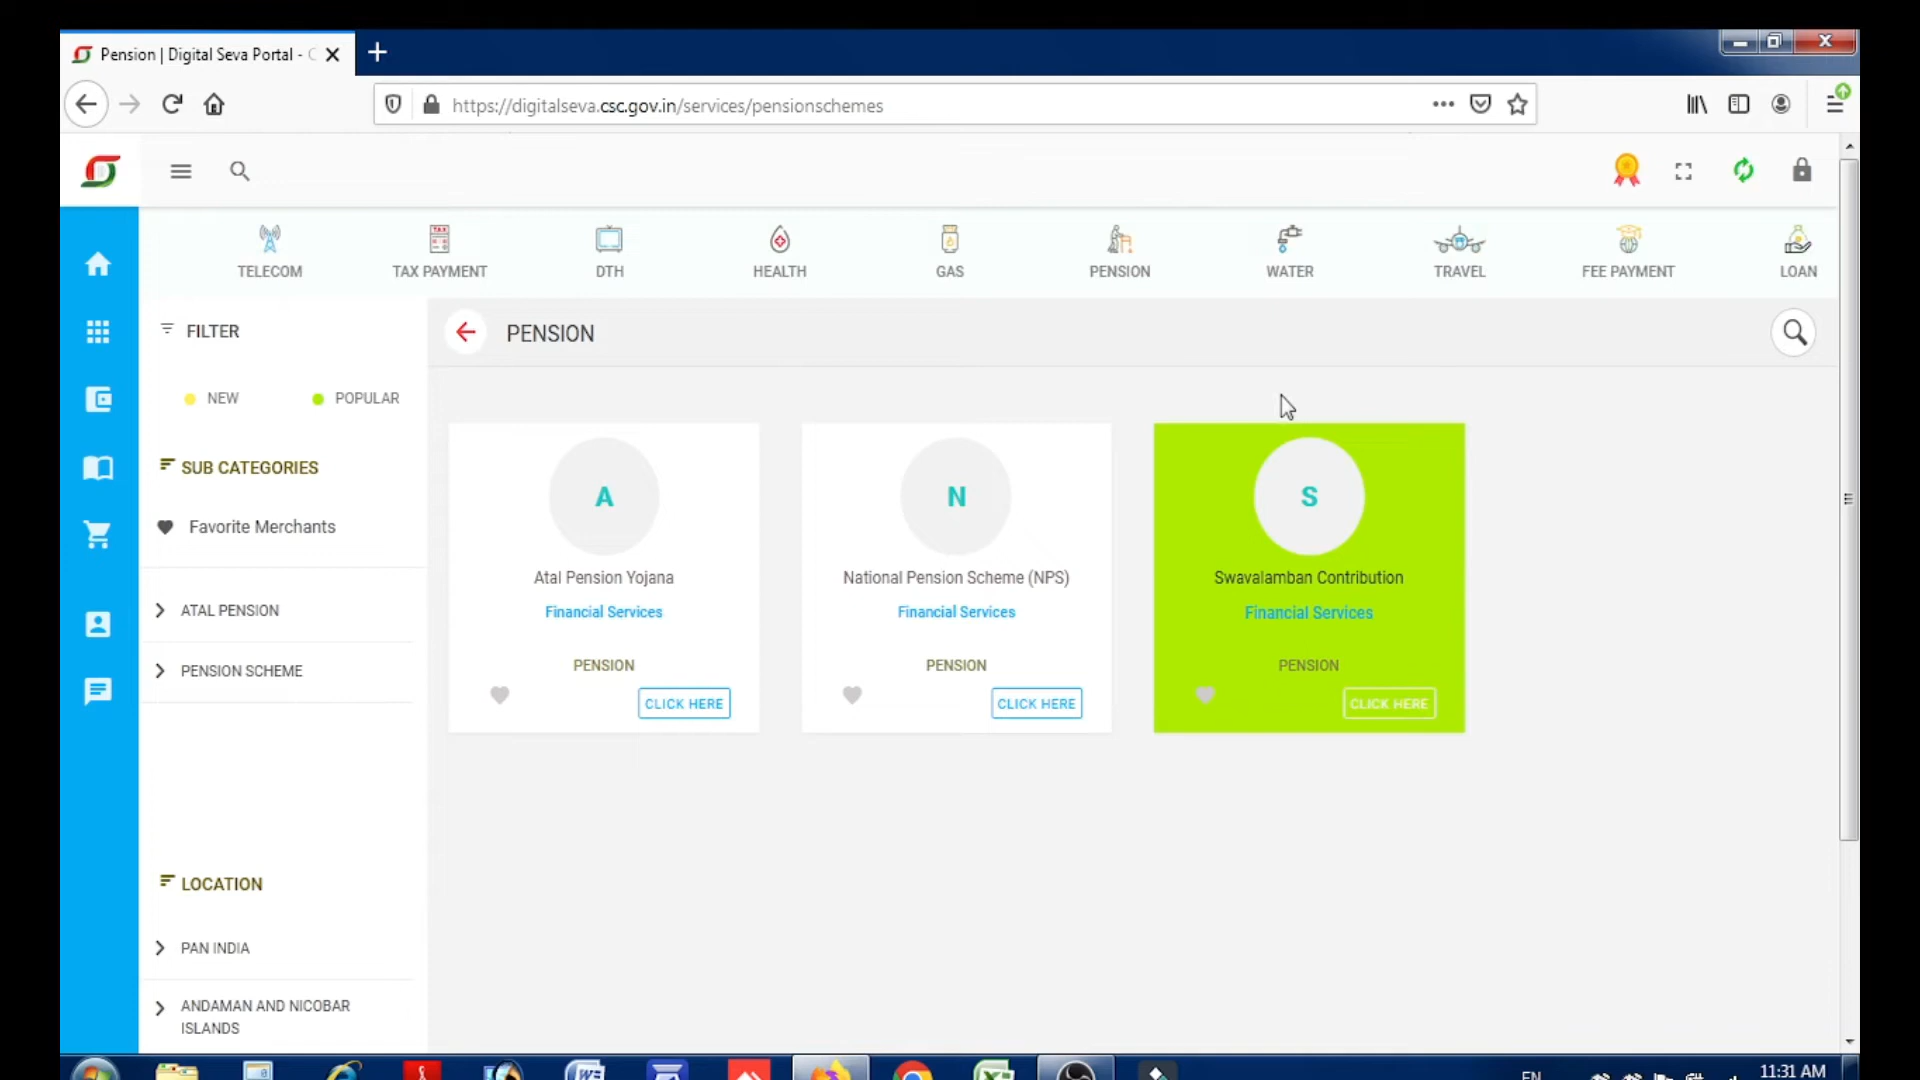 Pension | Digital Seva Portal -
https://digitalseva.csc.gov.in/services/pensionschemes
TELECOM
TAX PAYMENT
DTH
HEALTH
GAS
PENSION
WATER
TRAVEL
FEE PAYMENT
LOAN
FILTER
NEW
POPULAR
SUB CATEGORIES
Favorite Merchants
ATAL PENSION
PENSION SCHEME
LOCATION
PAN INDIA
ANDAMAN AND NICOBAR
ISLANDS
PENSION
A
Atal Pension Yojana
Financial Services
PENSION
CLICK HERE
N
National Pension Scheme (NPS)
Financial Services
PENSION
CLICK HERE
S
Swavalamban Contribution
Financial Services
PENSION
CLICK HERE
EN
11:31 AM